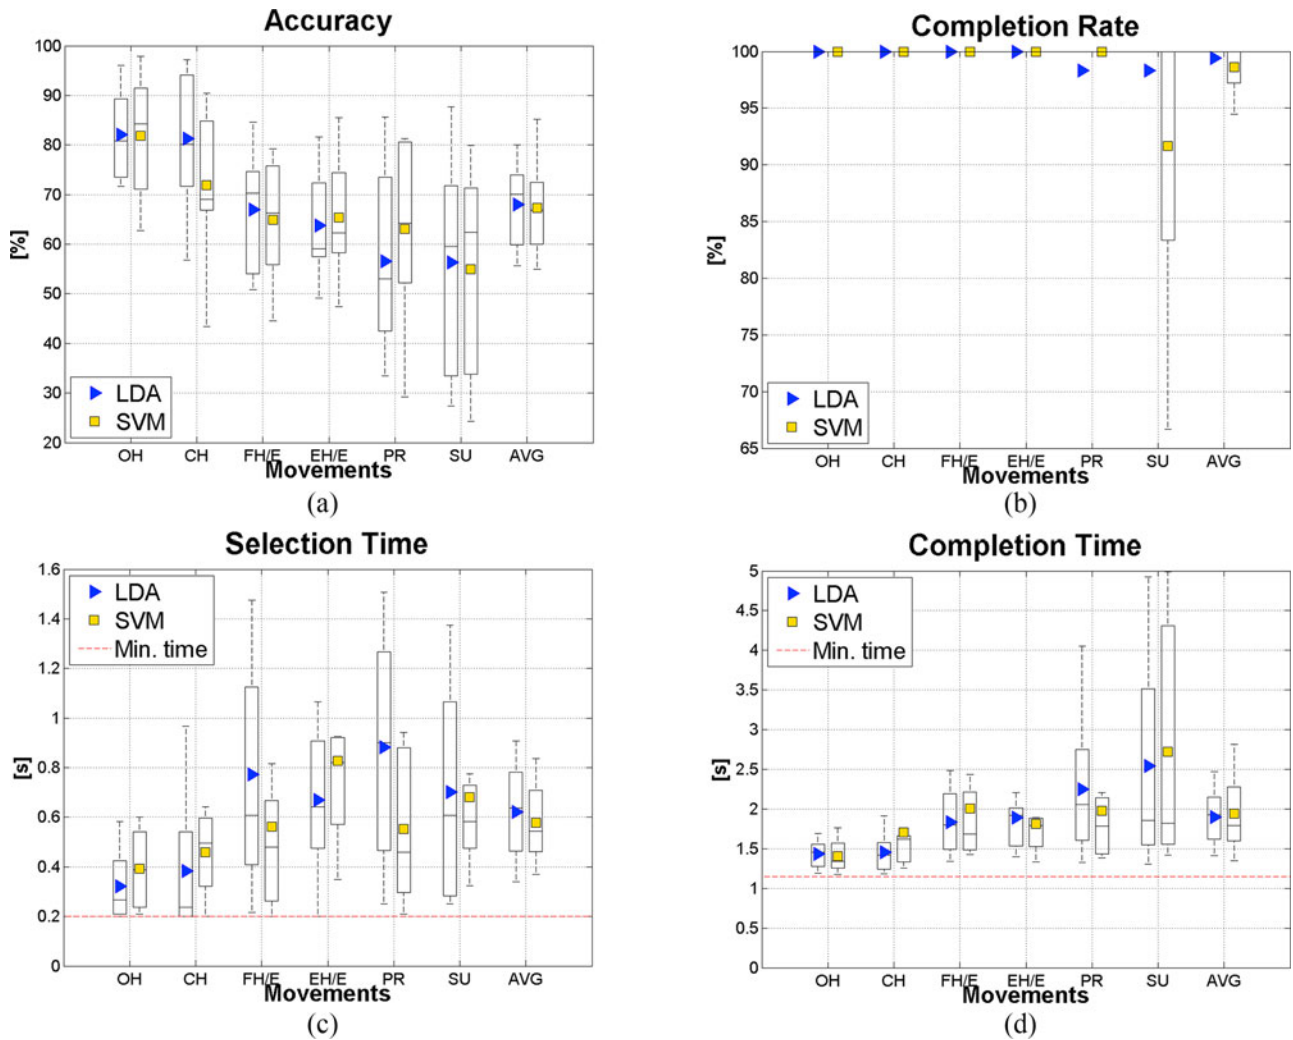 Accuracy
100
90
80
70
60
50
40
30
20
[%]
LDA
SVM
OH CH FH/E EH/E PR SU AVG
Movements
(a)
Completion Rate
100
95
90
85
80
75
70
65
[%]
LDA
SVM
OH CH FH/E EH/E PR SU AVG
Movements
(b)
Selection Time
1.6
1.4
1.2
1
0.8
0.6
0.4
0.2
0
[s]
LDA
SVM
Min. time
OH CH FH/E EH/E PR SU AVG
Movements
(c)
Completion Time
5
4.5
4
3.5
3
2.5
2
1.5
1
0.5
0
[s]
LDA
SVM
Min. time
OH CH FH/E EH/E PR SU AVG
Movements
(d)